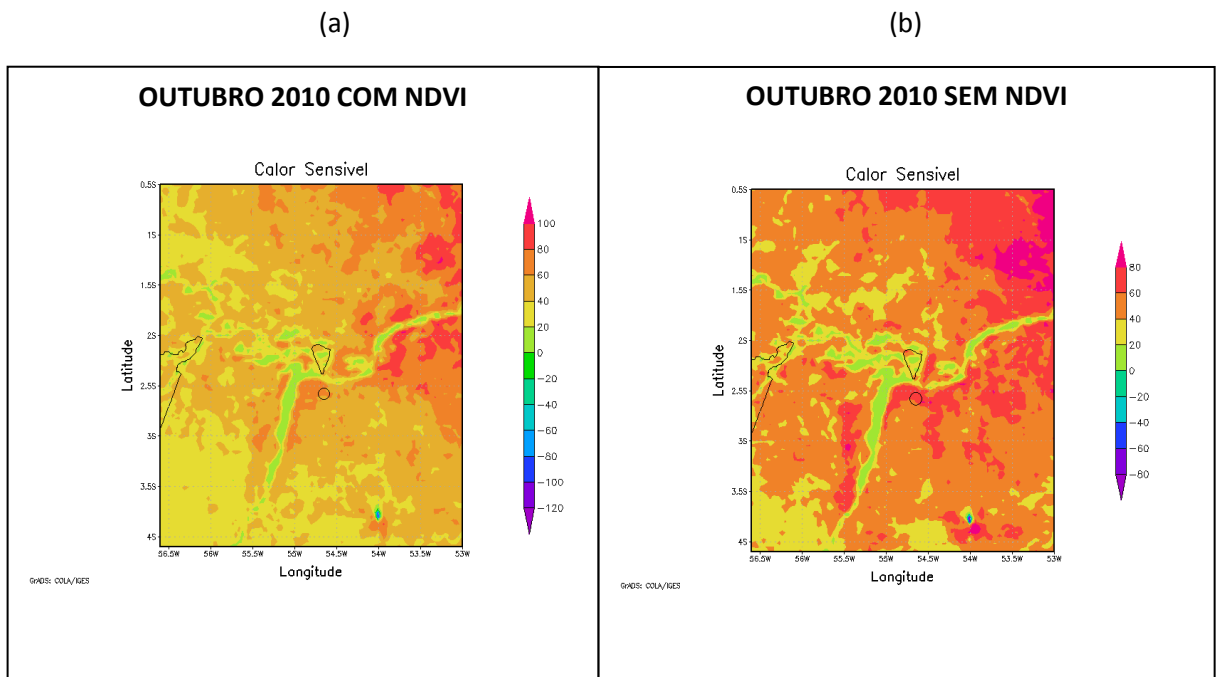 (a)
(b)
OUTUBRO 2010 COM NDVI
OUTUBRO 2010 SEM NDVI
Calor Sensivel
0.5S
1S
1.5S
2S
2.5S
3S
3.5S
4S
Latitude
56.5W 56W 55.5W 55W 54.5W 54W 53.5W 53W
Longitude
100
80
60
40
20
0
−20
−40
−60
−80
−100
−120
GrADS: COLA/IGES
Calor Sensivel
0.5S
1S
1.5S
2S
2.5S
3S
3.5S
4S
Latitude
56.5W 56W 55.5W 55W 54.5W 54W 53.5W 53W
Longitude
80
60
40
20
0
−20
−40
−60
−80
GrADS: COLA/IGES